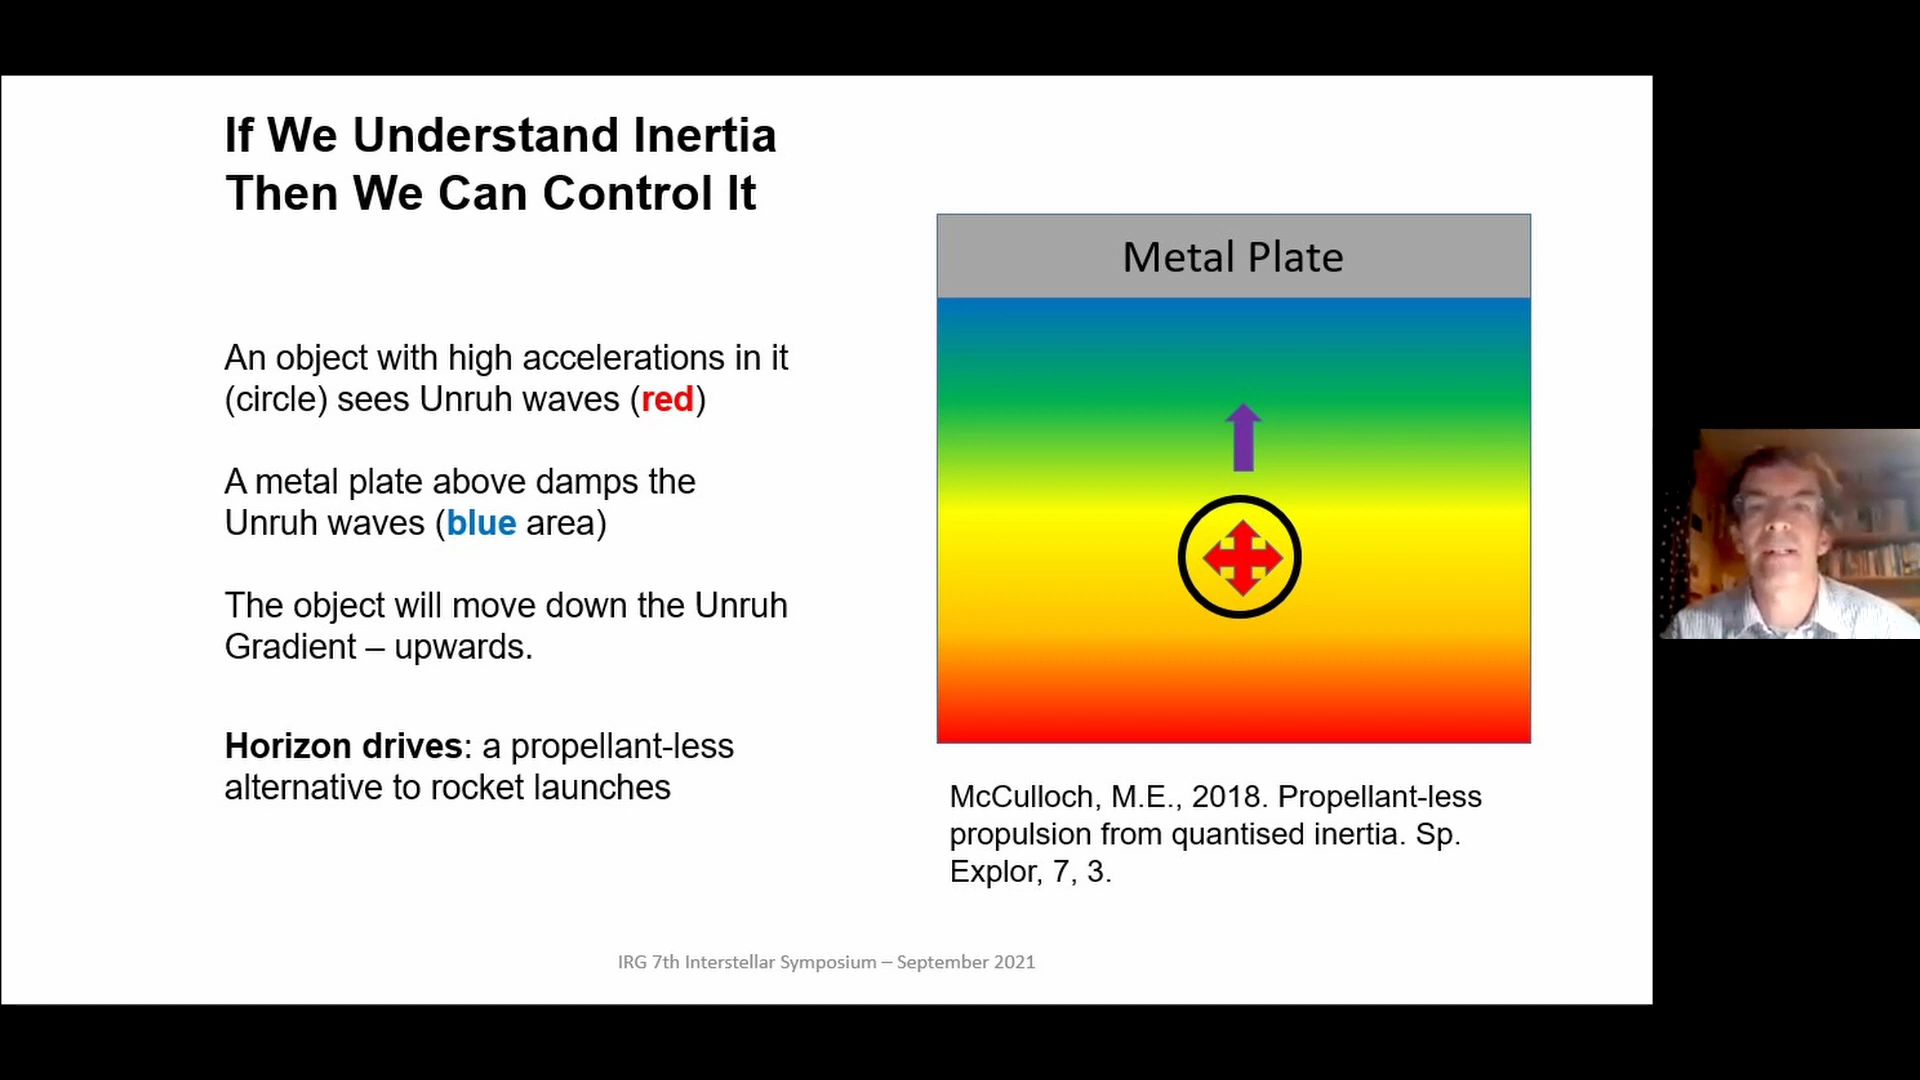 If We Understand Inertia
Then We Can Control It
An object with high accelerations in it
(circle) sees Unruh waves (red)
A metal plate above damps the
Unruh waves (blue area)
The object will move down the Unruh
Gradient – upwards.
Horizon drives: a propellant-less
alternative to rocket launches
Metal Plate
McCulloch, M.E., 2018. Propellant-less
propulsion from quantised inertia. Sp.
Explor, 7, 3.
IRG 7th Interstellar Symposium – September 2021